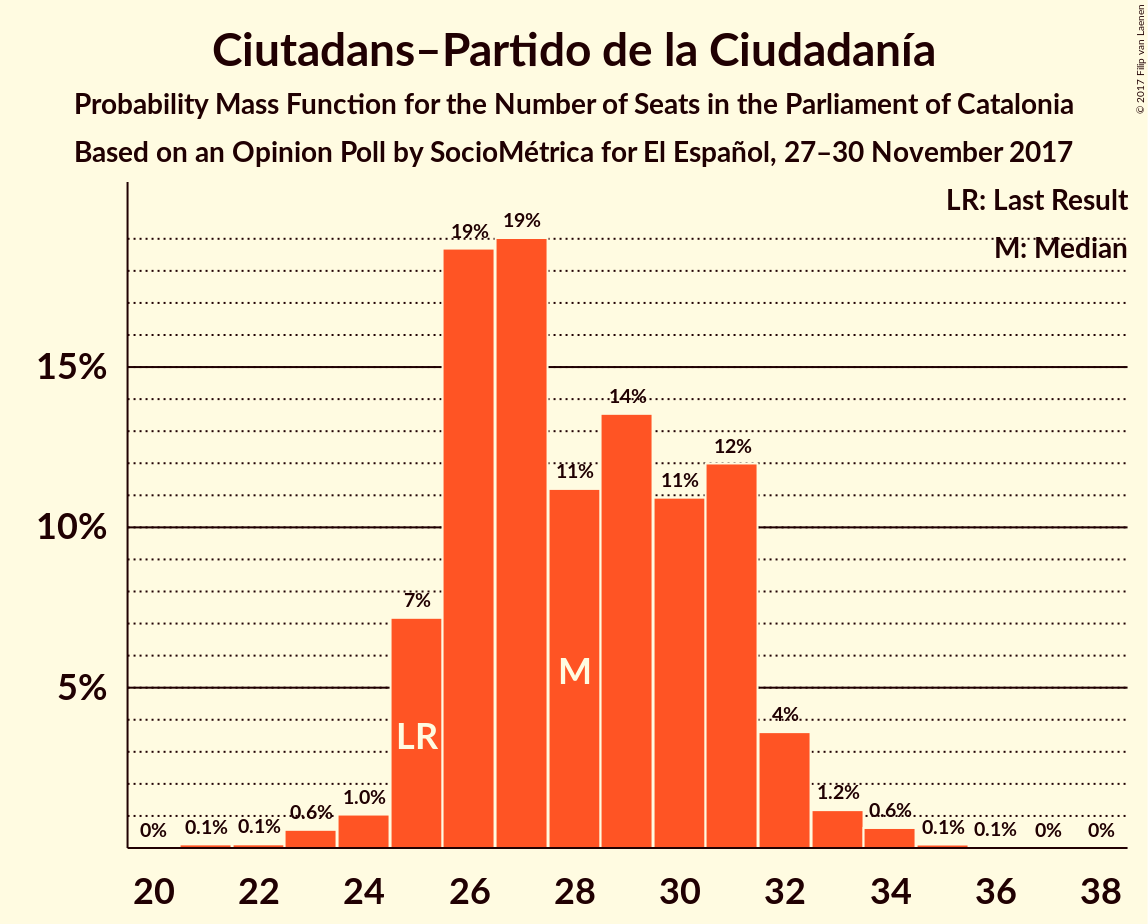 Ciutadans–Partido de la Ciudadanía
Probability Mass Function for the Number of Seats in the Parliament of Catalonia
Based on an Opinion Poll by SocioMétrica for El Español, 27–30 November 2017
© 2017 Filip van Laenen
LR: Last Result
M: Median
19%
19%
15%
14%
12%
11%
11%
10%
7%
M
5%
4%
LR
1.0%
1.2%
0.6%
0.6%
0% 0.1% 0.1% 0.1% 0.1% 0% 0%
20 22 24 26 28 30 32 34 36 38